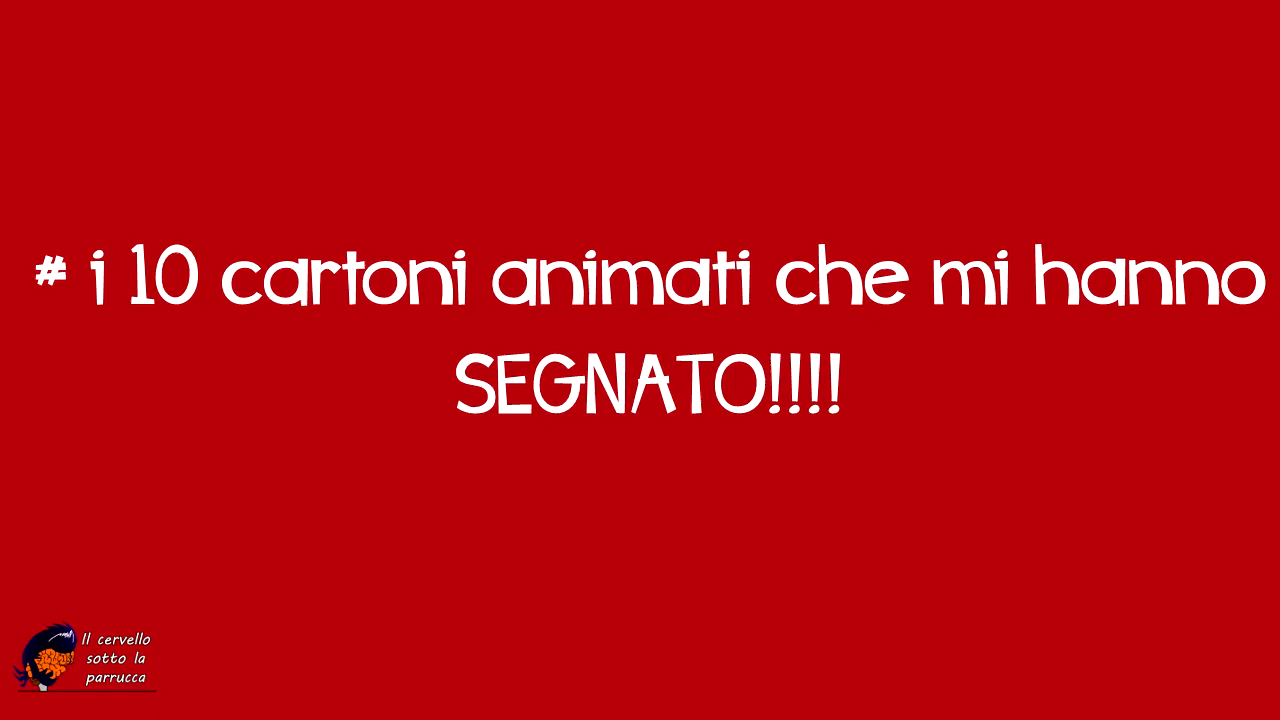 # i 10 cartoni animati che mi hanno
SEGNATO!!!!
Il cervello
sotto la
parrucca